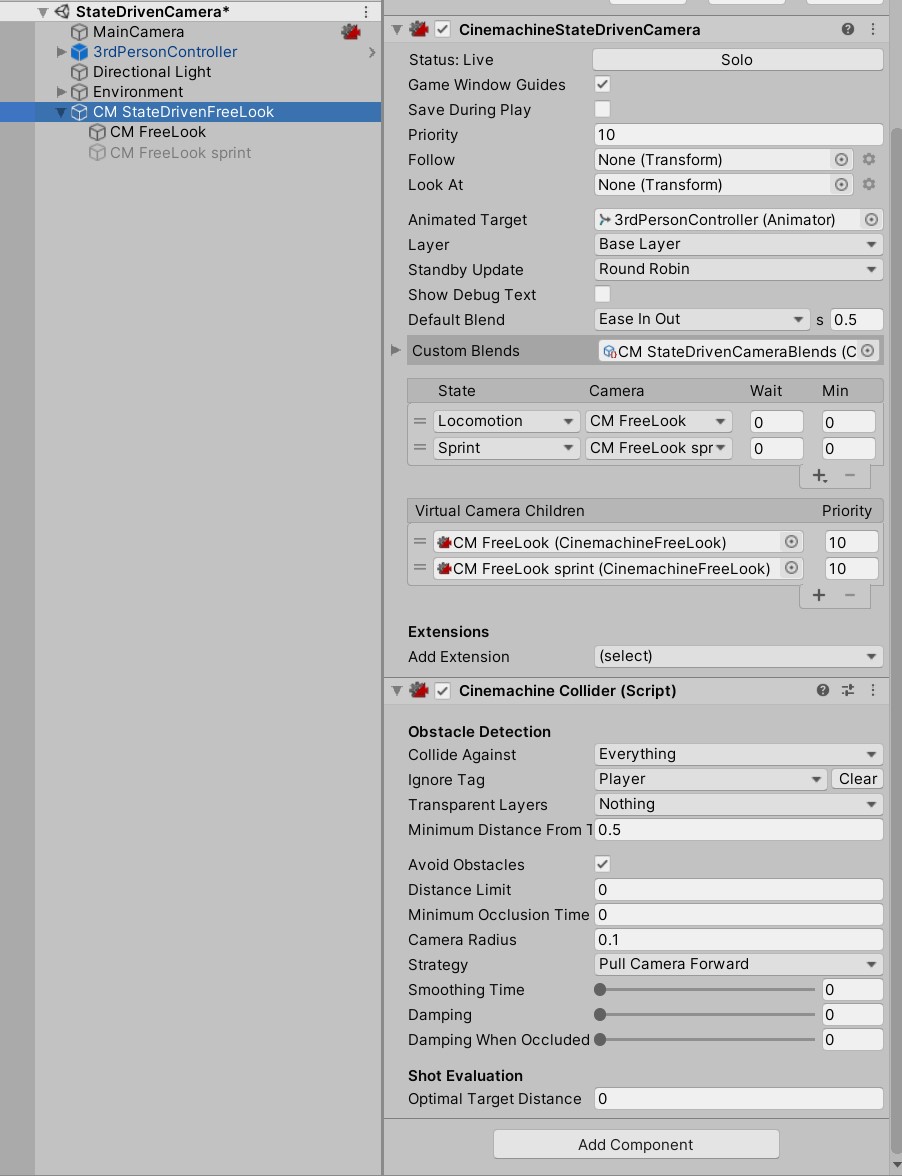 StateDrivenCamera*
MainCamera
3rdPersonController
Directional Light
Environment
CM StateDrivenFreeLook
CM FreeLook
CM FreeLook sprint
CinemachineStateDrivenCamera
Status: Live Solo
Game Window Guides
Save During Play
Priority 10
Follow None (Transform)
Look At None (Transform)
Animated Target 3rdPersonController (Animator)
Layer Base Layer
Standby Update Round Robin
Show Debug Text
Default Blend Ease In Out s 0.5
Custom Blends CM StateDrivenCameraBlends (C
State Camera Wait Min
Locomotion CM FreeLook 0 0
Sprint CM FreeLook spr 0 0
Virtual Camera Children Priority
CM FreeLook (CinemachineFreeLook) 10
CM FreeLook sprint (CinemachineFreeLook) 10
Extensions
Add Extension (select)
Cinemachine Collider (Script)
Obstacle Detection
Collide Against Everything
Ignore Tag Player Clear
Transparent Layers Nothing
Minimum Distance From T 0.5
Avoid Obstacles
Distance Limit 0
Minimum Occlusion Time 0
Camera Radius 0.1
Strategy Pull Camera Forward
Smoothing Time 0
Damping 0
Damping When Occluded 0
Shot Evaluation
Optimal Target Distance 0
Add Component